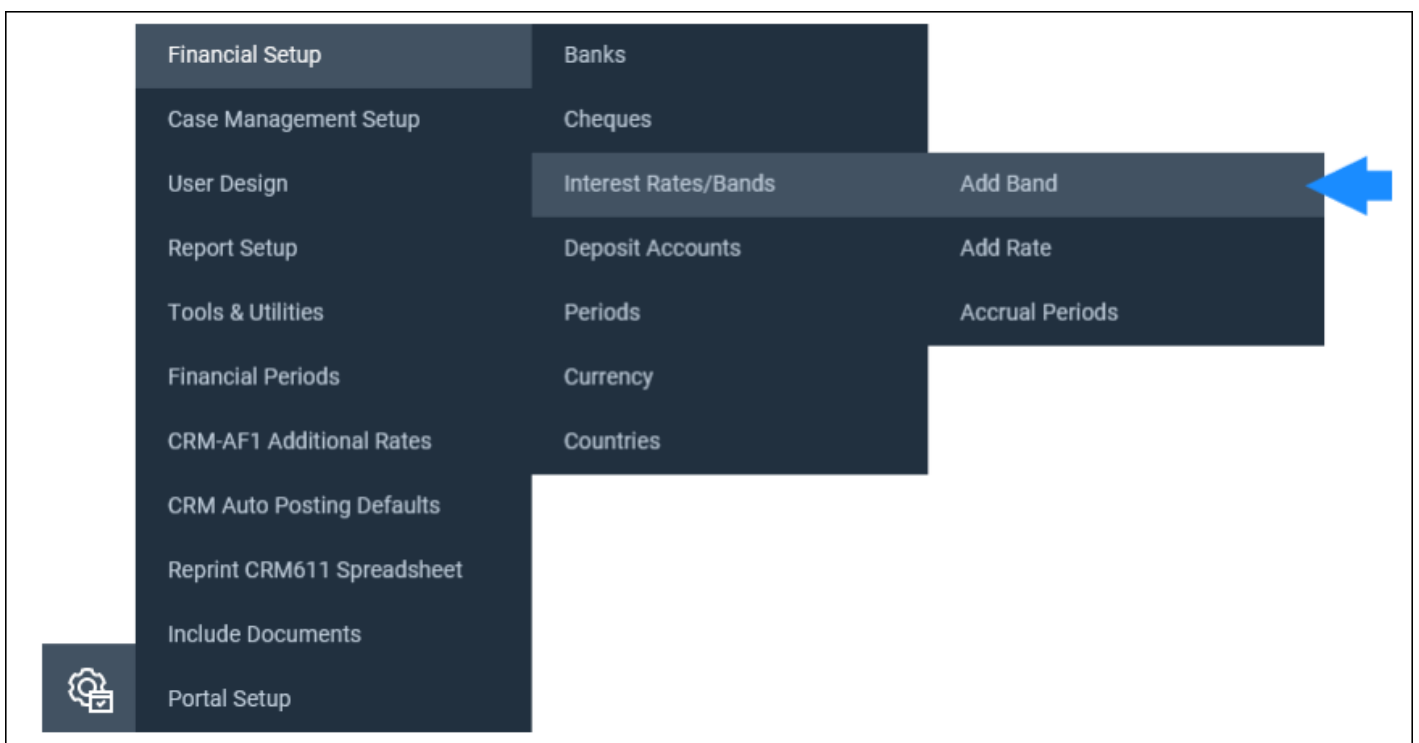 Financial Setup
Case Management Setup
User Design
Report Setup
Tools & Utilities
Financial Periods
CRM-AF1 Additional Rates
CRM Auto Posting Defaults
Reprint CRM611 Spreadsheet
Include Documents
Portal Setup
Banks
Cheques
Interest Rates/Bands
Deposit Accounts
Periods
Currency
Countries
Add Band
Add Rate
Accrual Periods